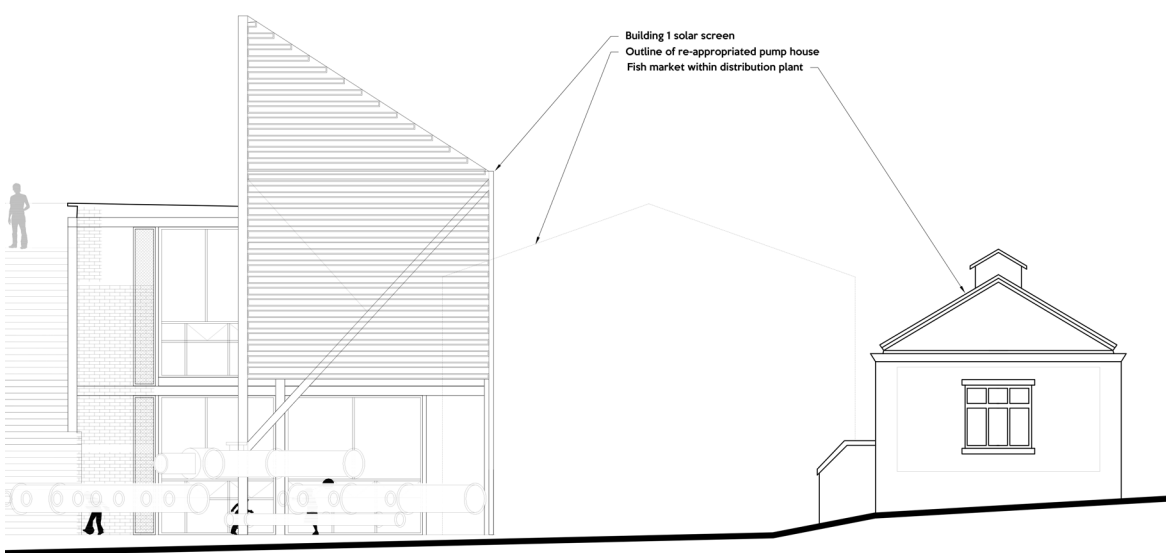 Building 1 solar screen
Outline of re-appropriated pump house
Fish market within distribution plant